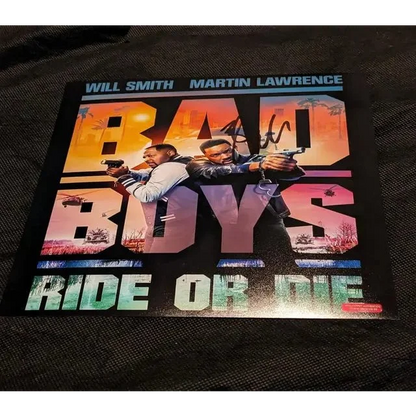 WILL SMITH MARTIN LAWRENCE
BAD
BOYS
RIDE OR DIE